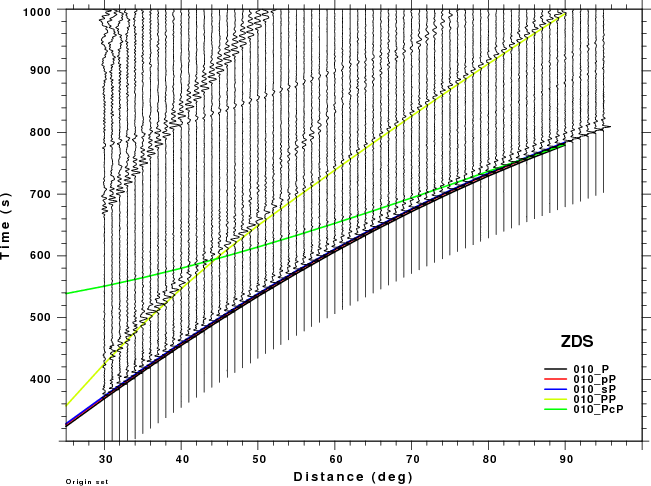 1000
900
800
700
600
500
400
Time (s)
30 40 50 60 70 80 90
Distance (deg)
Origin set
ZDS
010_P
010_pP
010_sP
010_PP
010_PcP